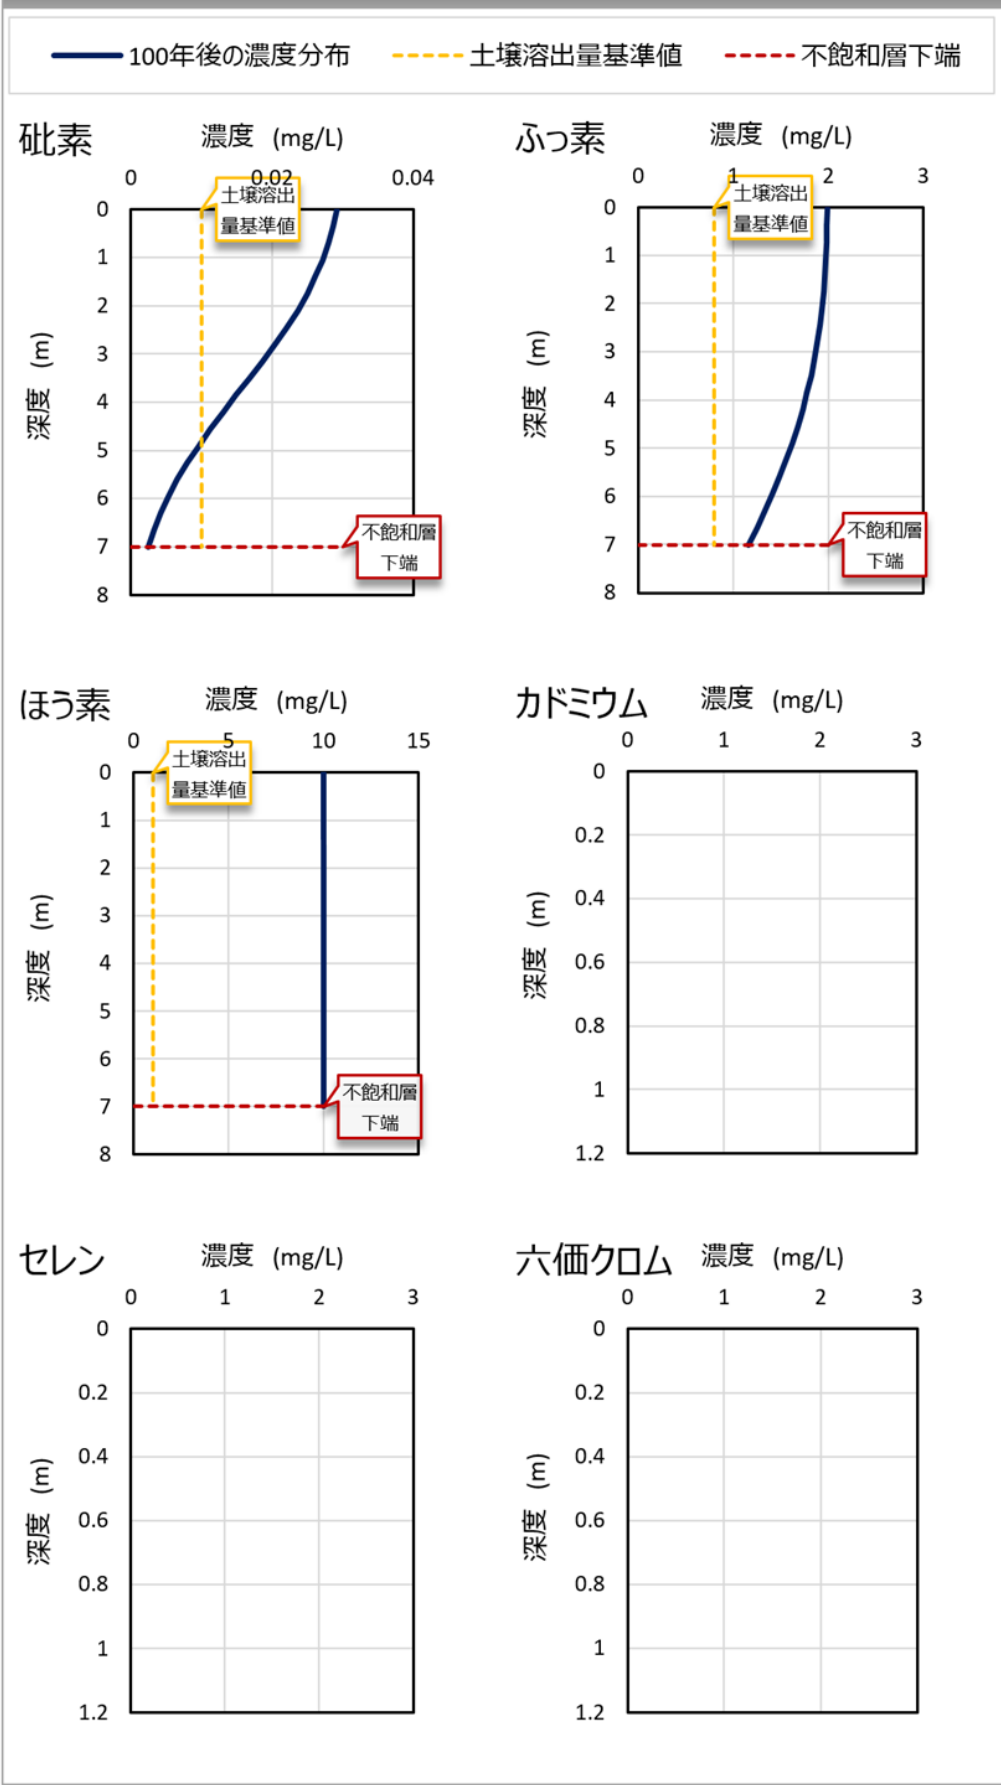 100年後の濃度分布 土壌溶出量基準値 不飽和層下端
砒素 濃度 (mg/L)
0 0.02 0.04
土壌溶出
量基準値
0
1
2
3
4
5
6
7
8
深度 (m)
不飽和層
下端
ふっ素 濃度 (mg/L)
0 1 2 3
土壌溶出
量基準値
0
1
2
3
4
5
6
7
8
深度 (m)
不飽和層
下端
ほう素 濃度 (mg/L)
0 5 10 15
土壌溶出
量基準値
0
1
2
3
4
5
6
7
8
深度 (m)
不飽和層
下端
カドミウム 濃度 (mg/L)
0 1 2 3
0
0.2
0.4
0.6
0.8
1
1.2
深度 (m)
セレン 濃度 (mg/L)
0 1 2 3
0
0.2
0.4
0.6
0.8
1
1.2
深度 (m)
六価クロム 濃度 (mg/L)
0 1 2 3
0
0.2
0.4
0.6
0.8
1
1.2
深度 (m)